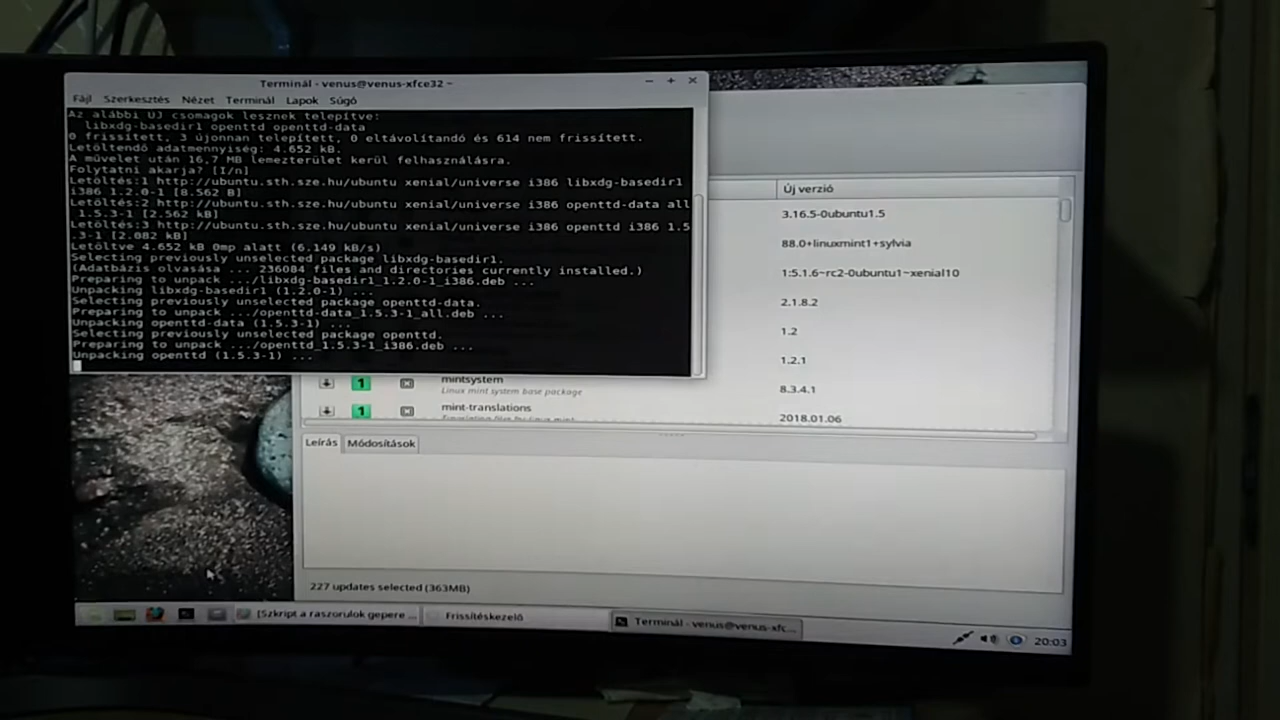 Terminál - venus@venus-xfce32 ~
Fájl Szerkesztés Nézet Terminál Lapok Súgó
Az alábbi ÚJ csomagok lesznek telepítve:
libxdg-basedir1 openttd openttd-data
0 frissített, 3 újonnan telepített, 0 eltávolítandó és 614 nem frissített.
Letöltendő adatmennyiség: 4.652 kB.
A művelet után 16,7 MB lemezterület kerül felhasználásra.
Folytatni akarja? [I/n]
Letöltés:1 http://ubuntu.sth.sze.hu/ubuntu xenial/universe i386 libxdg-basedir1
i386 1.2.0-1 [8.562 B]
Letöltés:2 http://ubuntu.sth.sze.hu/ubuntu xenial/universe i386 openttd-data all
1.5.3-1 [2.562 kB]
Letöltés:3 http://ubuntu.sth.sze.hu/ubuntu xenial/universe i386 openttd i386 1.5
.3-1 [2.082 kB]
Letöltve 4.652 kB 0mp alatt (6.149 kB/s)
Selecting previously unselected package libxdg-basedir1.
(Adatbázis olvasása ... 236084 files and directories currently installed.)
Preparing to unpack .../libxdg-basedir1_1.2.0-1_i386.deb ...
Unpacking libxdg-basedir1 (1.2.0-1) ...
Selecting previously unselected package openttd-data.
Preparing to unpack .../openttd-data_1.5.3-1_all.deb ...
Unpacking openttd-data (1.5.3-1) ...
Selecting previously unselected package openttd.
Preparing to unpack .../openttd_1.5.3-1_i386.deb ...
Unpacking openttd (1.5.3-1) ...
Új verzió
3.16.5-0ubuntu1.5
88.0+linuxmint1+sylvia
1:5.1.6~rc2-0ubuntu1~xenial10
2.1.8.2
1.2
1.2.1
1 mintsystem 8.3.4.1
Linux mint system base package
1 mint-translations 2018.01.06
Leírás Módosítások
227 updates selected (363MB)
[Szkript a raszorulok gepere ... Frissítéskezelő Terminál - venus@venus-xfc... 20:03